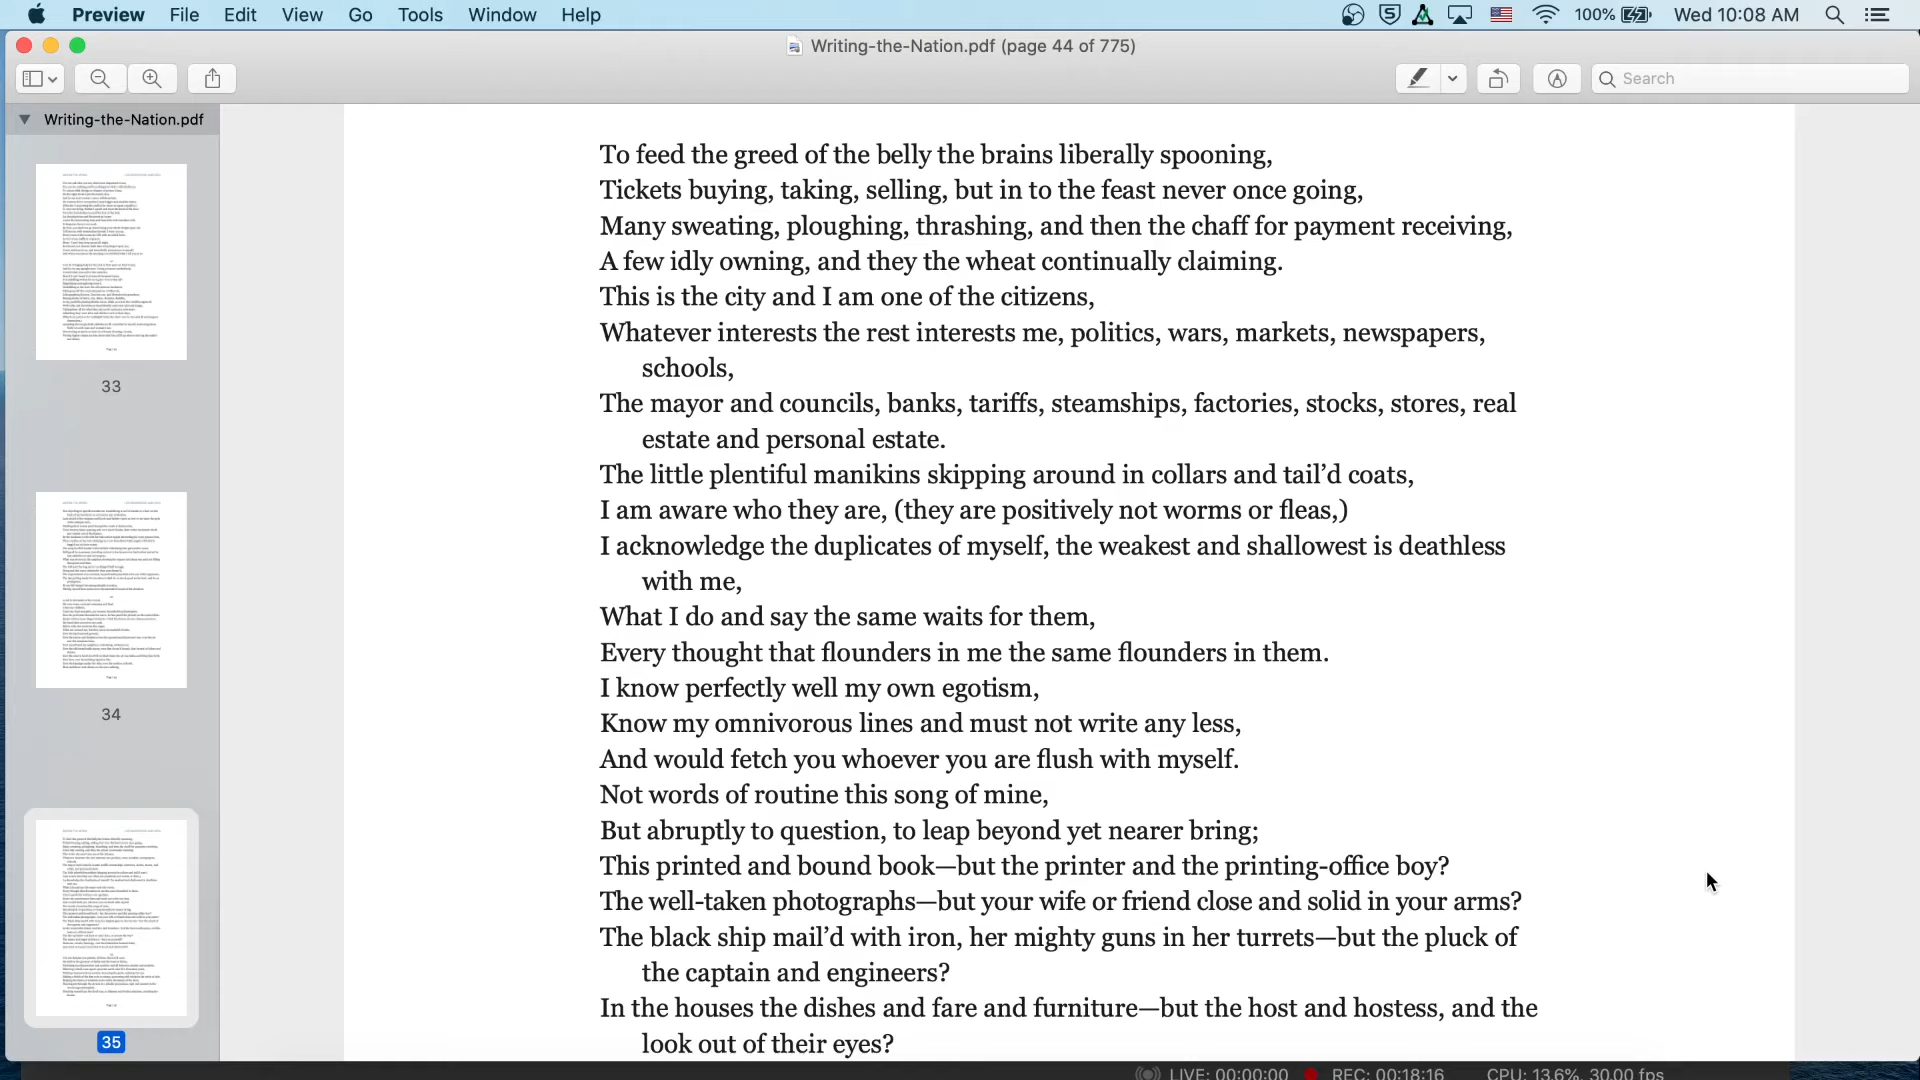 Preview File Edit View Go Tools Window Help 100% Wed 10:08 AM
Writing-the-Nation.pdf (page 44 of 775)
Search
Writing-the-Nation.pdf
33
34
35
To feed the greed of the belly the brains liberally spooning,
Tickets buying, taking, selling, but in to the feast never once going,
Many sweating, ploughing, thrashing, and then the chaff for payment receiving,
A few idly owning, and they the wheat continually claiming.
This is the city and I am one of the citizens,
Whatever interests the rest interests me, politics, wars, markets, newspapers,
schools,
The mayor and councils, banks, tariffs, steamships, factories, stocks, stores, real
estate and personal estate.
The little plentiful manikins skipping around in collars and tail’d coats,
I am aware who they are, (they are positively not worms or fleas,)
I acknowledge the duplicates of myself, the weakest and shallowest is deathless
with me,
What I do and say the same waits for them,
Every thought that flounders in me the same flounders in them.
I know perfectly well my own egotism,
Know my omnivorous lines and must not write any less,
And would fetch you whoever you are flush with myself.
Not words of routine this song of mine,
But abruptly to question, to leap beyond yet nearer bring;
This printed and bound book—but the printer and the printing-office boy?
The well-taken photographs—but your wife or friend close and solid in your arms?
The black ship mail’d with iron, her mighty guns in her turrets—but the pluck of
the captain and engineers?
In the houses the dishes and fare and furniture—but the host and hostess, and the
look out of their eyes?
LIVE: 00:00:00 REC: 00:18:16 CPU: 13.6%, 30.00 fps